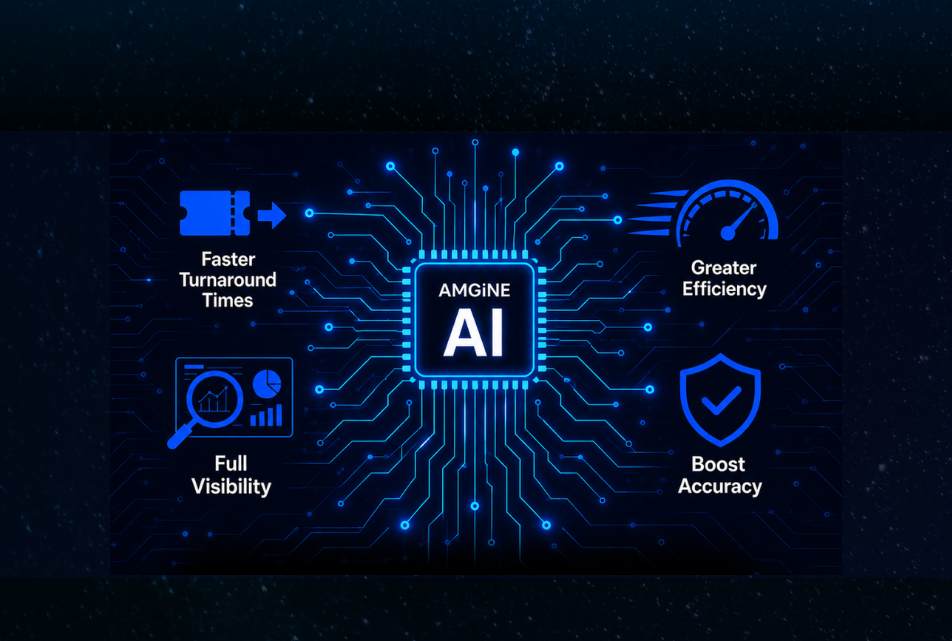 Faster
Turnaround
Times
Greater
Efficiency
AMGiNE
AI
Full
Visibility
Boost
Accuracy